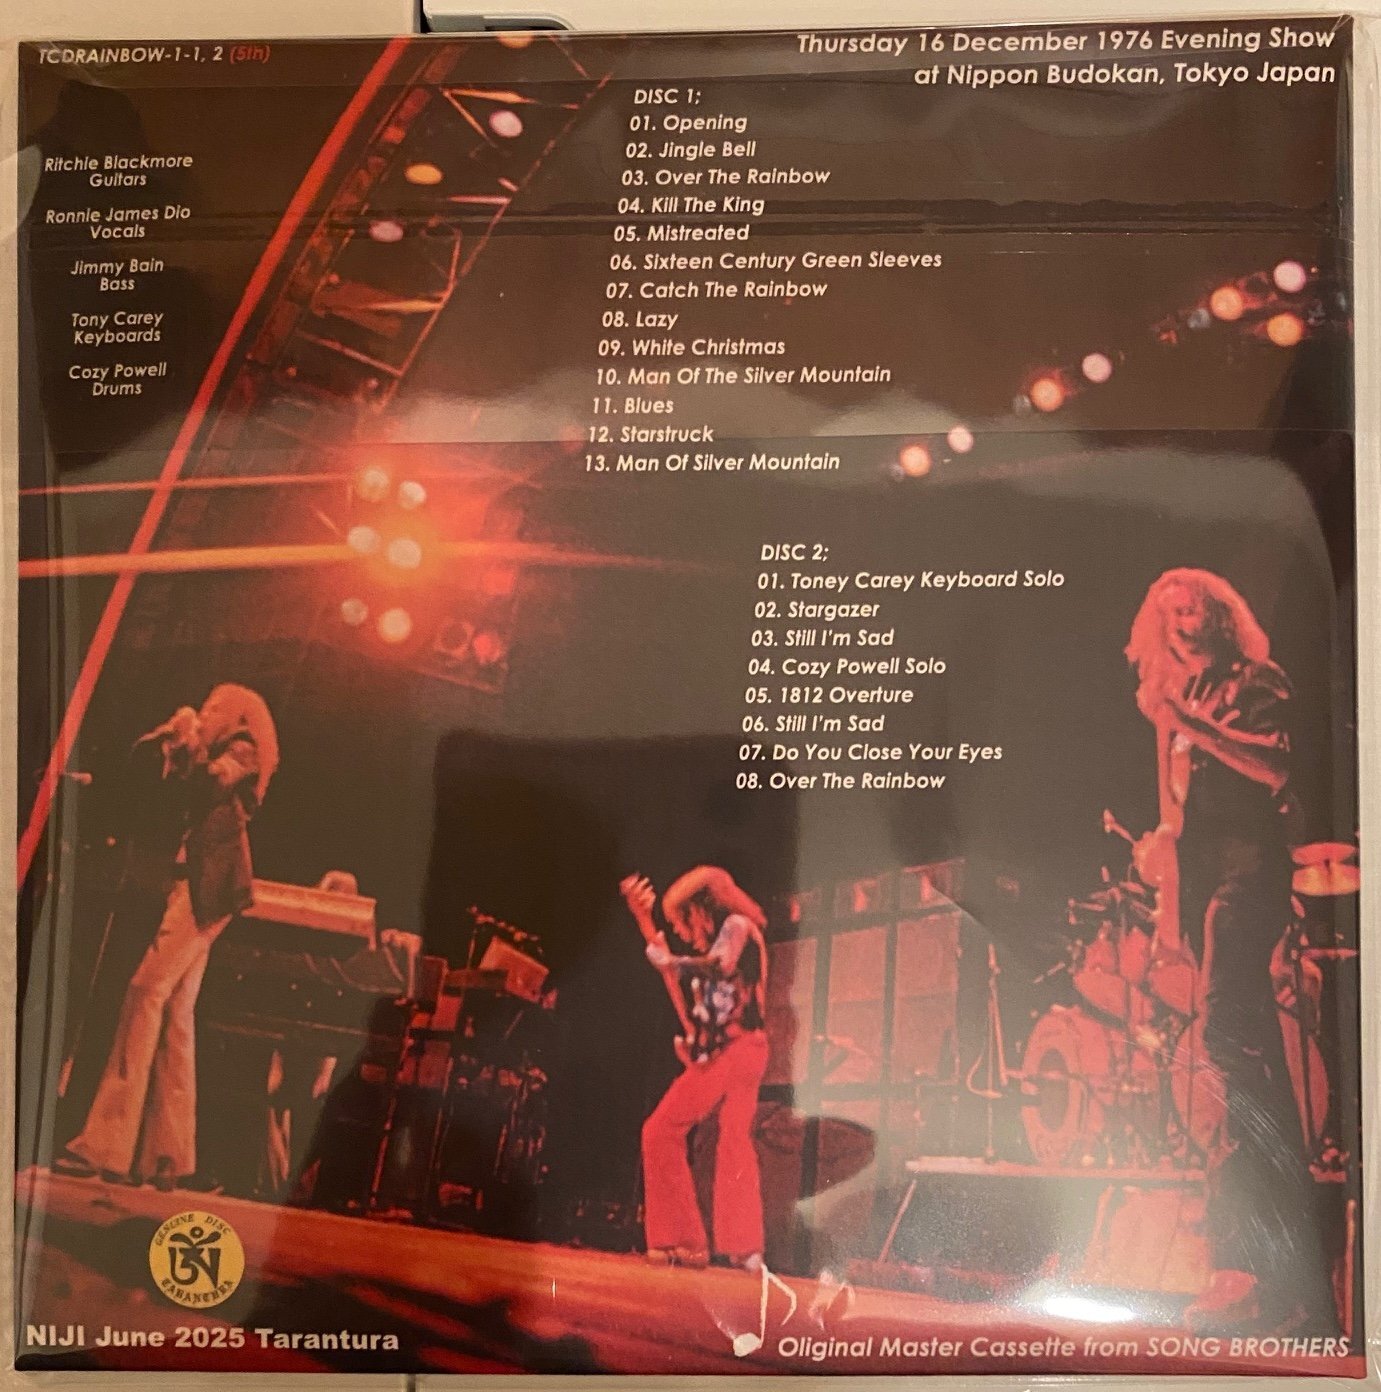 TCDRAINBOW-1-1, 2 (5th)
Thursday 16 December 1976 Evening Show
at Nippon Budokan, Tokyo Japan
Ritchie Blackmore
Guitars
Ronnie James Dio
Vocals
Jimmy Bain
Bass
Tony Carey
Keyboards
Cozy Powell
Drums
DISC 1;
01. Opening
02. Jingle Bell
03. Over The Rainbow
04. Kill The King
05. Mistreated
06. Sixteen Century Green Sleeves
07. Catch The Rainbow
08. Lazy
09. White Christmas
10. Man Of The Silver Mountain
11. Blues
12. Starstruck
13. Man Of Silver Mountain
DISC 2;
01. Toney Carey Keyboard Solo
02. Stargazer
03. Still I'm Sad
04. Cozy Powell Solo
05. 1812 Overture
06. Still I'm Sad
07. Do You Close Your Eyes
08. Over The Rainbow
GENUINE DISC
TARANTURA
NIJI June 2025 Tarantura
Oliginal Master Cassette from SONG BROTHERS